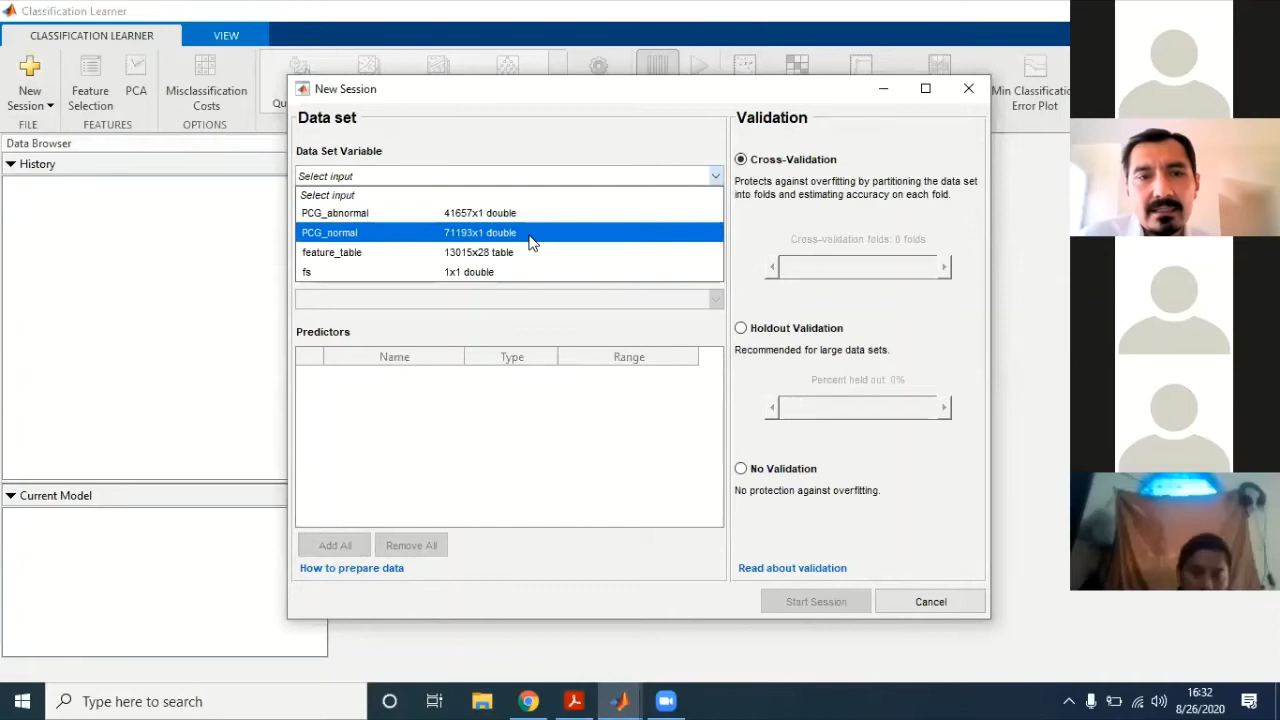 Classification Learner
CLASSIFICATION LEARNER
VIEW
New
Session
Feature
Selection
PCA
Misclassification
Costs
Qu
Min Classificati
Error Plot
FILE
FEATURES
OPTIONS
Data Browser
History
Current Model
New Session
Data set
Data Set Variable
Select input
Select input
PCG_abnormal 41657x1 double
PCG_normal 71193x1 double
feature_table 13015x28 table
fs 1x1 double
Predictors
Name Type Range
Add All Remove All
How to prepare data
Validation
Cross-Validation
Protects against overfitting by partitioning the data set
into folds and estimating accuracy on each fold.
Cross-validation folds: 0 folds
Holdout Validation
Recommended for large data sets.
Percent held out: 0%
No Validation
No protection against overfitting.
Read about validation
Start Session Cancel
Type here to search
16:32
8/26/2020